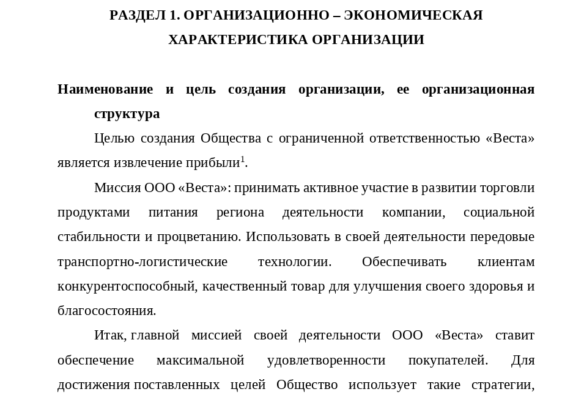 РАЗДЕЛ 1. ОРГАНИЗАЦИОННО – ЭКОНОМИЧЕСКАЯ
ХАРАКТЕРИСТИКА ОРГАНИЗАЦИИ
Наименование и цель создания организации, ее организационная
структура
Целью создания Общества с ограниченной ответственностью «Веста»
является извлечение прибыли¹.
Миссия ООО «Веста»: принимать активное участие в развитии торговли
продуктами питания региона деятельности компании, социальной
стабильности и процветанию. Использовать в своей деятельности передовые
транспортно-логистические технологии. Обеспечивать клиентам
конкурентоспособный, качественный товар для улучшения своего здоровья и
благосостояния.
Итак, главной миссией своей деятельности ООО «Веста» ставит
обеспечение максимальной удовлетворенности покупателей. Для
достижения поставленных целей Общество использует такие стратегии,